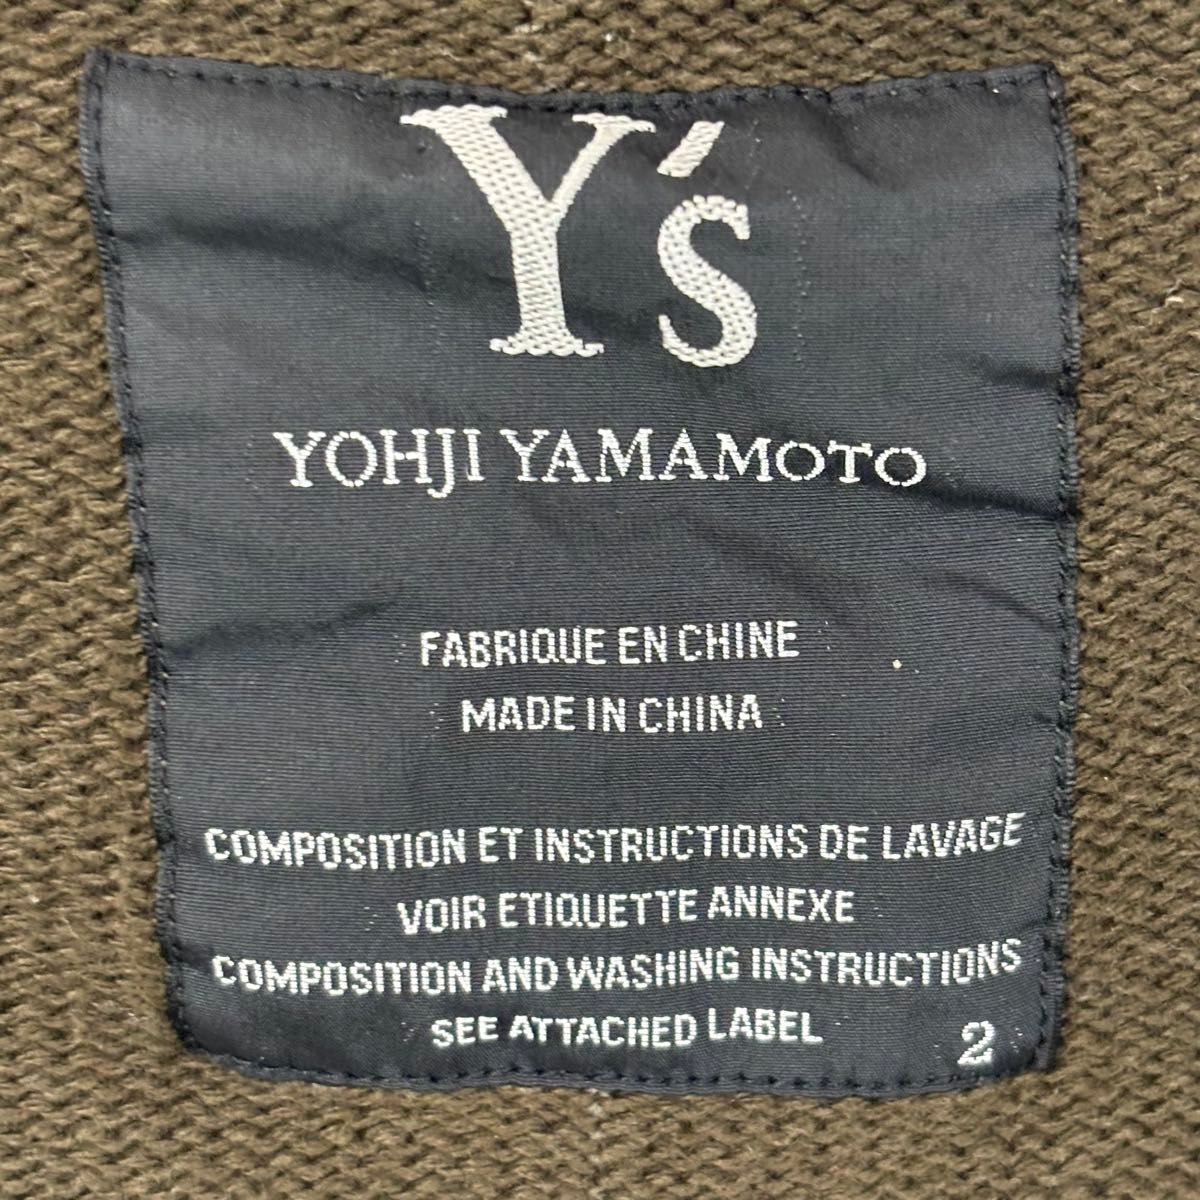 Y's
YOHJI YAMAMOTO
FABRIQUE EN CHINE
MADE IN CHINA
COMPOSITION ET INSTRUCTIONS DE LAVAGE
VOIR ETIQUETTE ANNEXE
COMPOSITION AND WASHING INSTRUCTIONS
SEE ATTACHED LABEL
2